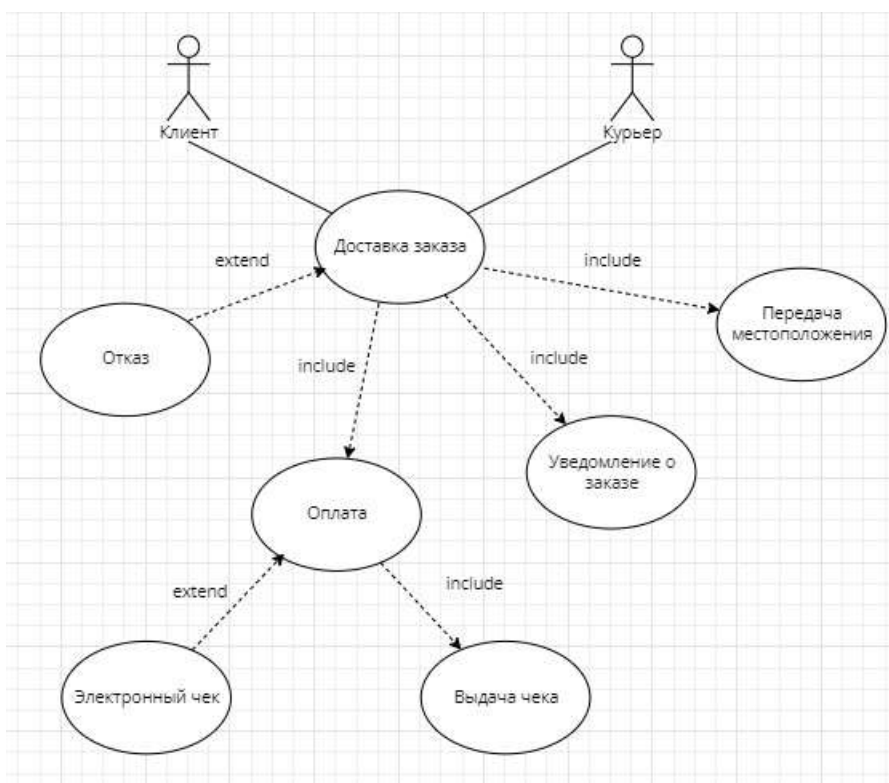 Клиент
Курьер
Доставка заказа
extend
include
Передача
местоположения
Отказ
include
include
Уведомление о
заказе
Оплата
extend
include
Электронный чек
Выдача чека